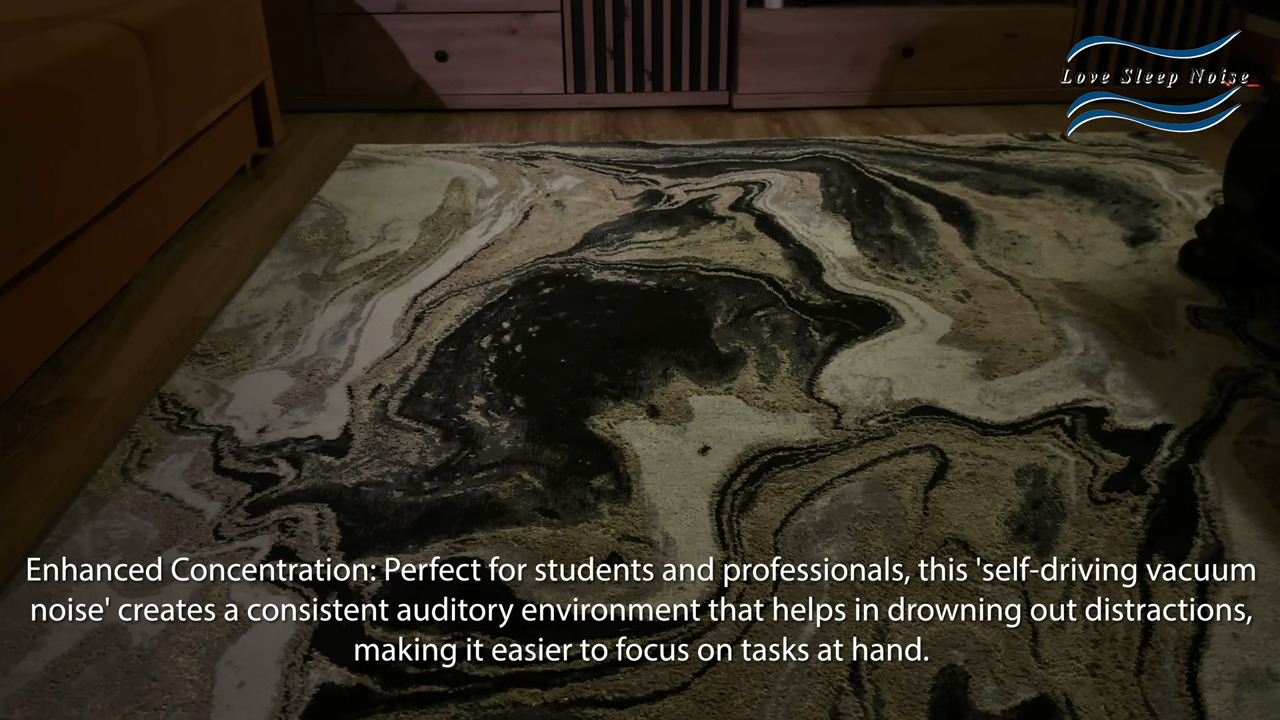 Love Sleep Noise
Enhanced Concentration: Perfect for students and professionals, this 'self-driving vacuum
noise' creates a consistent auditory environment that helps in drowning out distractions,
making it easier to focus on tasks at hand.